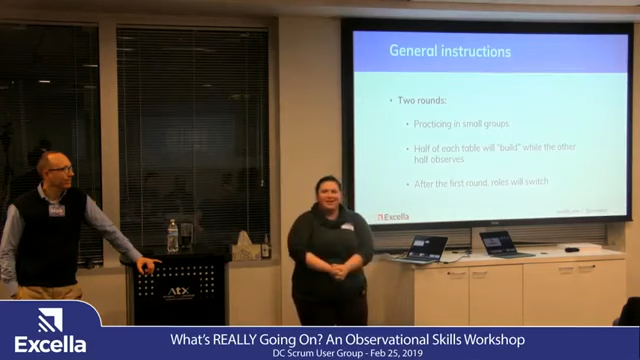 General instructions
• Two rounds:
• Practicing in small groups
• Half of each table will "build" while the other
half observes
• After the first round, roles will switch
Excella
ATX
Excella
What's REALLY Going On? An Observational Skills Workshop
DC Scrum User Group - Feb 25, 2019